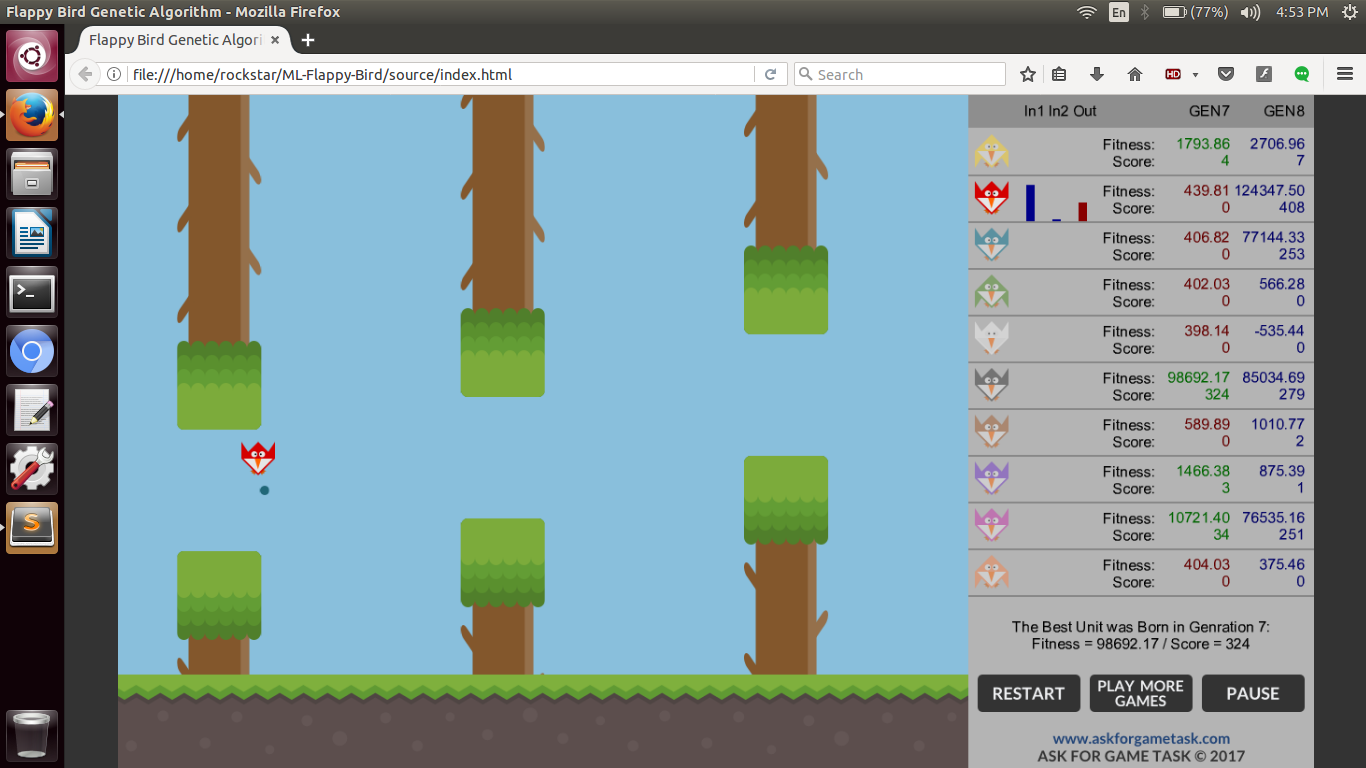 Flappy Bird Genetic Algorithm - Mozilla Firefox
En
(77%)
4:53 PM
Flappy Bird Genetic Algori
file:///home/rockstar/ML-Flappy-Bird/source/index.html
Search
HD
In1 In2 Out GEN7 GEN8
Fitness: 1793.86 2706.96
Score: 4 7
Fitness: 439.81 124347.50
Score: 0 408
Fitness: 406.82 77144.33
Score: 0 253
Fitness: 402.03 566.28
Score: 0 0
Fitness: 398.14 -535.44
Score: 0 0
Fitness: 98692.17 85034.69
Score: 324 279
Fitness: 589.89 1010.77
Score: 0 2
Fitness: 1466.38 875.39
Score: 3 1
Fitness: 10721.40 76535.16
Score: 34 251
Fitness: 404.03 375.46
Score: 0 0
The Best Unit was Born in Genration 7:
Fitness = 98692.17 / Score = 324
RESTART
PLAY MORE
GAMES
PAUSE
www.askforgametask.com
ASK FOR GAME TASK © 2017